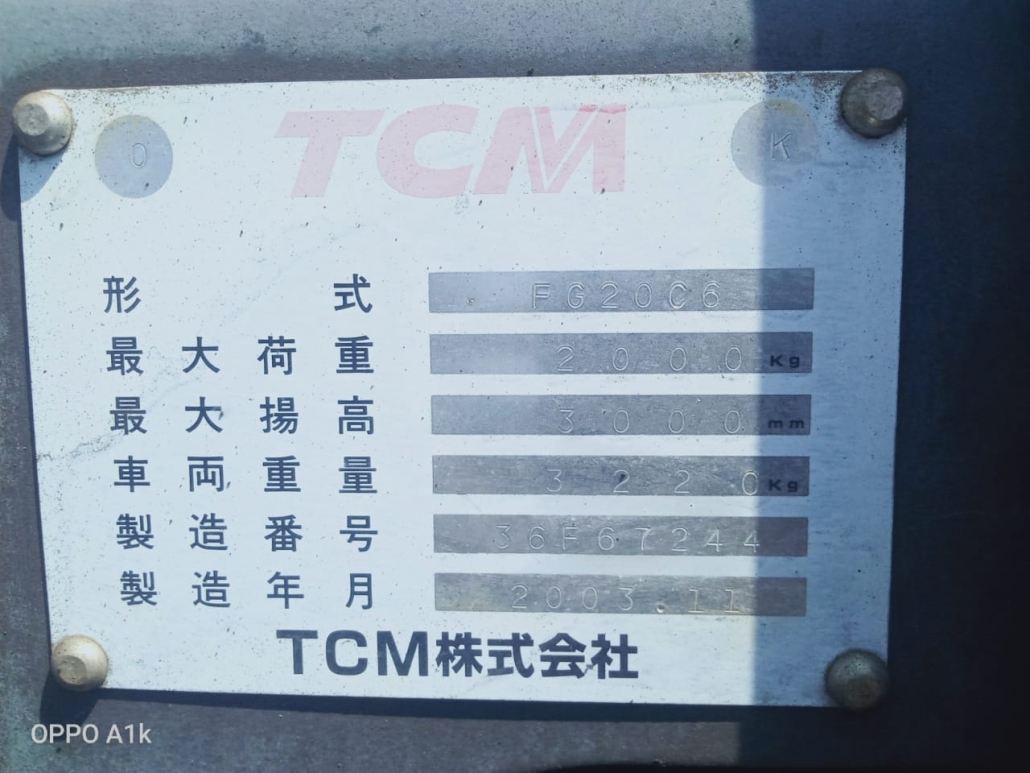 TCM
O K
形式 FG20C6
最大荷重 2000 Kg
最大揚高 3000 mm
車両重量 3220 Kg
製造番号 36F67244
製造年月 2003.11
TCM株式会社
OPPO A1k